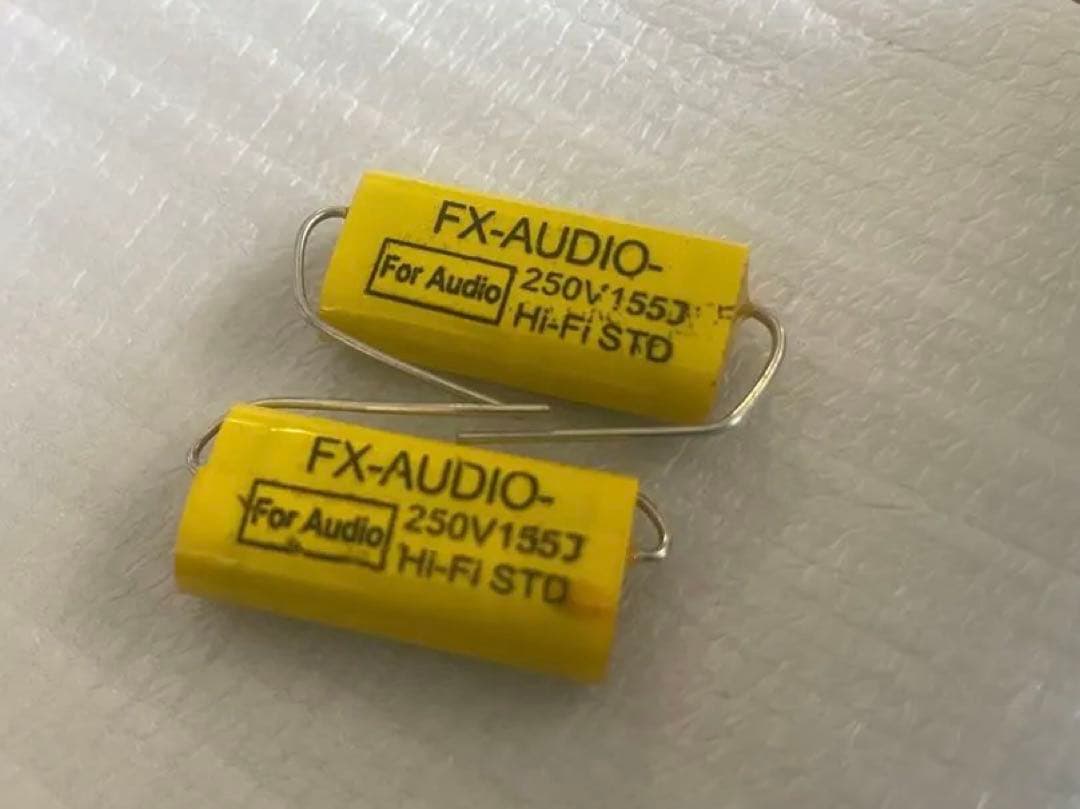 FX-AUDIO-
For Audio
250V155J
Hi-Fi STD
FX-AUDIO-
For Audio
250V155J
Hi-Fi STD